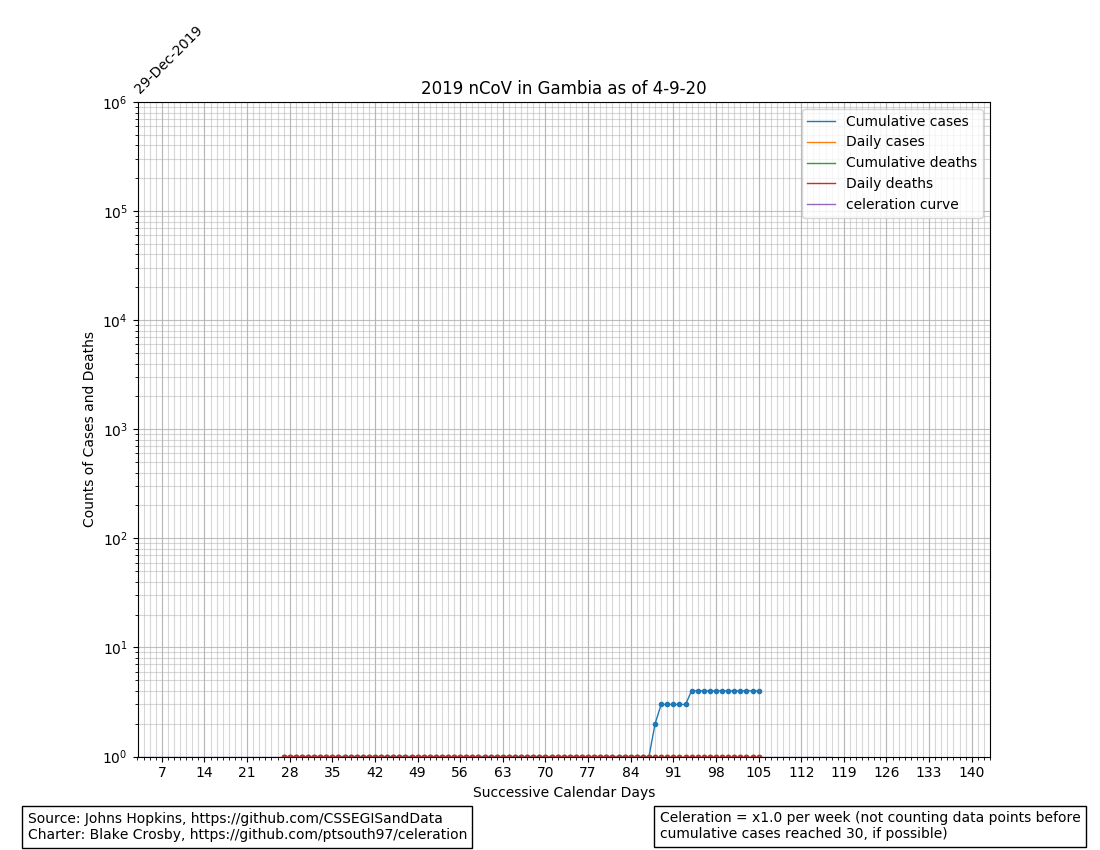 29-Dec-2019
2019 nCoV in Gambia as of 4-9-20
Cumulative cases
Daily cases
Cumulative deaths
Daily deaths
celeration curve
10^6
10^5
10^4
10^3
10^2
10^1
10^0
Counts of Cases and Deaths
7 14 21 28 35 42 49 56 63 70 77 84 91 98 105 112 119 126 133 140
Successive Calendar Days
Source: Johns Hopkins, https://github.com/CSSEGISandData
Charter: Blake Crosby, https://github.com/ptsouth97/celeration
Celeration = x1.0 per week (not counting data points before
cumulative cases reached 30, if possible)